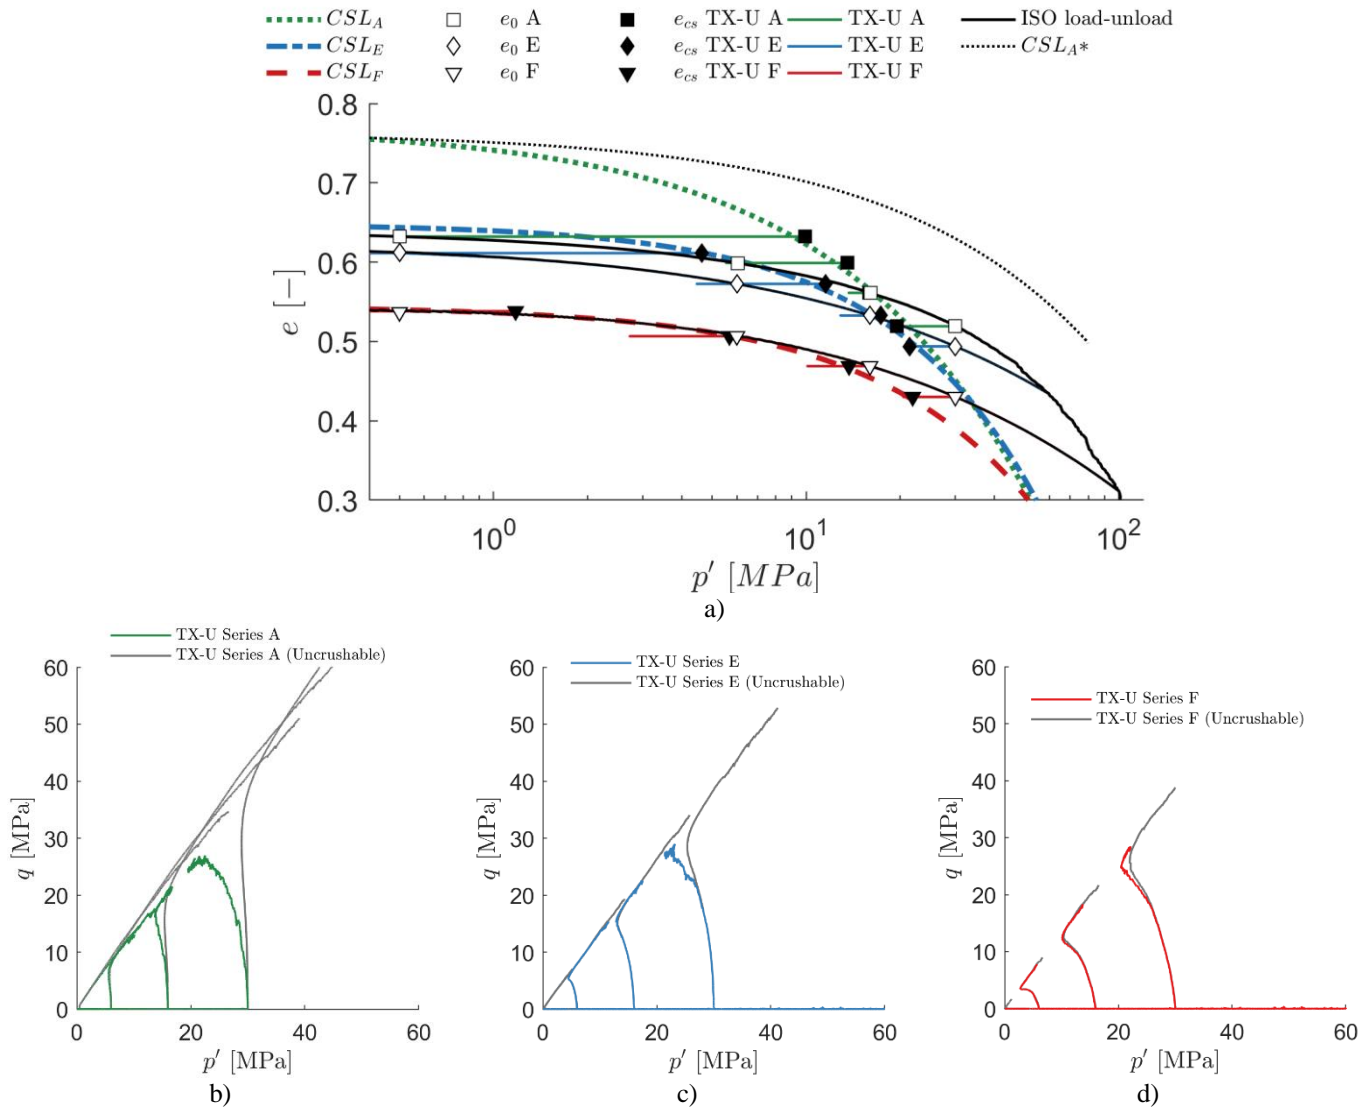 CSL_A e_0 A e_cs TX-U A TX-U A ISO load-unload
CSL_E e_0 E e_cs TX-U E TX-U E CSL_A*
CSL_F e_0 F e_cs TX-U F TX-U F
0.8
0.7
0.6
0.5
0.4
0.3
e [−]
10^0 10^1 10^2
p′ [MPa]
a)
TX-U Series A
TX-U Series A (Uncrushable)
60
50
40
30
20
10
0
q [MPa]
0 20 40 60
p′ [MPa]
b)
TX-U Series E
TX-U Series E (Uncrushable)
60
50
40
30
20
10
0
q [MPa]
0 20 40 60
p′ [MPa]
c)
TX-U Series F
TX-U Series F (Uncrushable)
60
50
40
30
20
10
0
q [MPa]
0 20 40 60
p′ [MPa]
d)